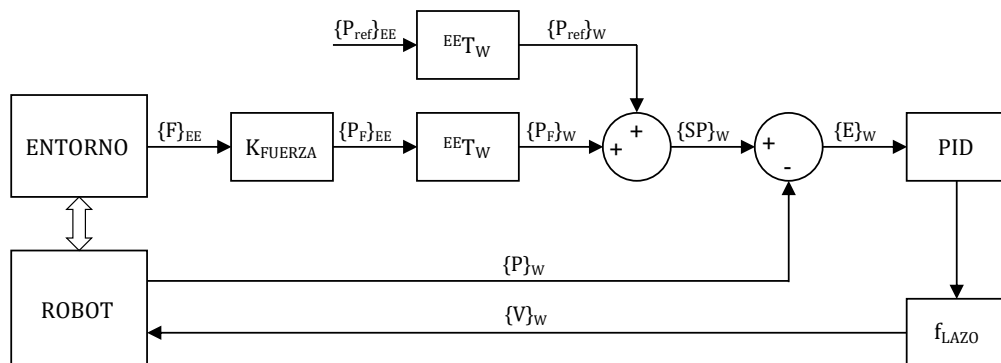 {P_ref}_EE
^EE T_W
{P_ref}_W
ENTORNO
{F}_EE
K_FUERZA
{P_F}_EE
^EE T_W
{P_F}_W
+
+
{SP}_W
+
-
{E}_W
PID
ROBOT
{P}_W
{V}_W
f_LAZO